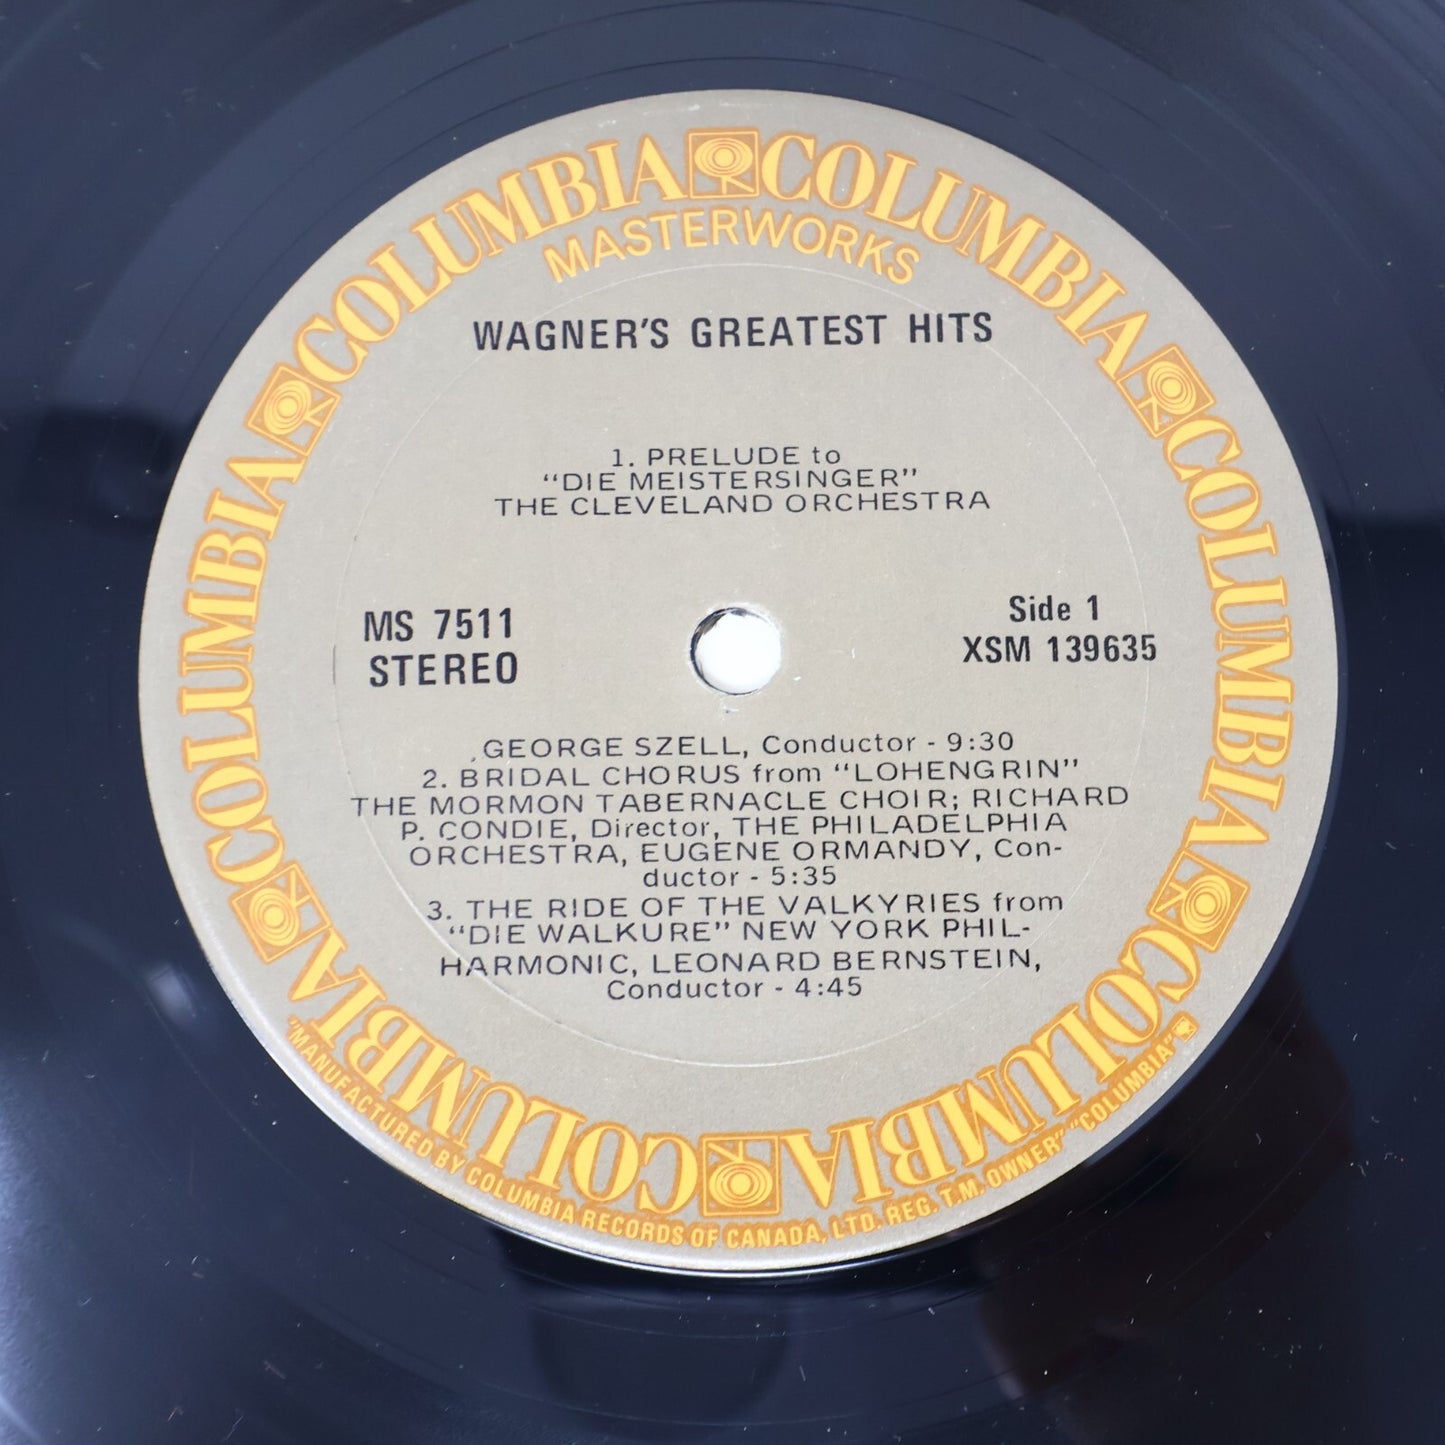 COLUMBIA COLUMBIA COLUMBIA COLUMBIA COLUMBIA COLUMBIA COLUMBIA COLUMBIA
MASTERWORKS
WAGNER'S GREATEST HITS
1. PRELUDE to
"DIE MEISTERSINGER"
THE CLEVELAND ORCHESTRA
MS 7511
STEREO
Side 1
XSM 139635
GEORGE SZELL, Conductor - 9:30
2. BRIDAL CHORUS from "LOHENGRIN"
THE MORMON TABERNACLE CHOIR; RICHARD
P. CONDIE, Director, THE PHILADELPHIA
ORCHESTRA, EUGENE ORMANDY, Con-
ductor - 5:35
3. THE RIDE OF THE VALKYRIES from
"DIE WALKURE" NEW YORK PHIL-
HARMONIC, LEONARD BERNSTEIN,
Conductor - 4:45
"MANUFACTURED BY COLUMBIA RECORDS OF CANADA, LTD. REG. T.M. OWNER" "COLUMBIA"